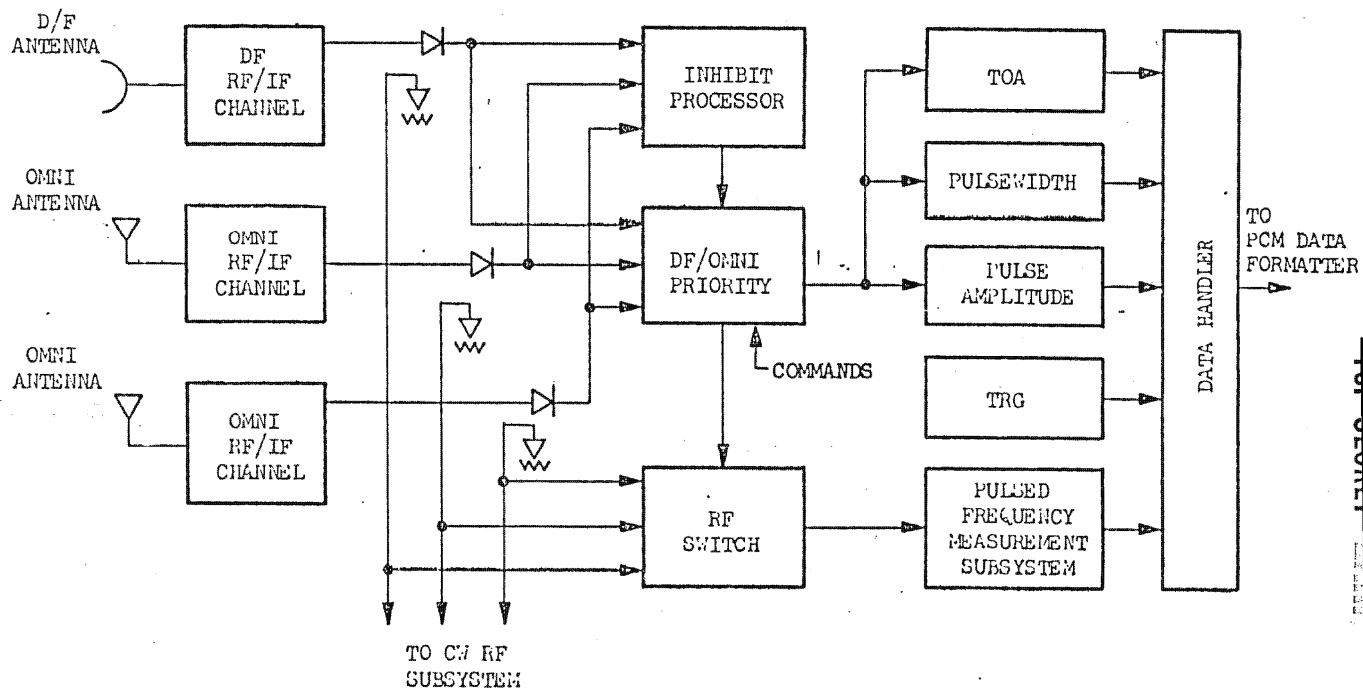 D/F
ANTENNA
DF
RF/IF
CHANNEL
OMNI
ANTENNA
OMNI
RF/IF
CHANNEL
OMNI
ANTENNA
OMNI
RF/IF
CHANNEL
INHIBIT
PROCESSOR
DF/OMNI
PRIORITY
COMMANDS
RF
SWITCH
TO CW RF
SUBSYSTEM
TOA
PULSEWIDTH
PULSE
AMPLITUDE
TRG
PULSED
FREQUENCY
MEASUREMENT
SUBSYSTEM
DATA HANDLER
TO
PCM DATA
FORMATTER